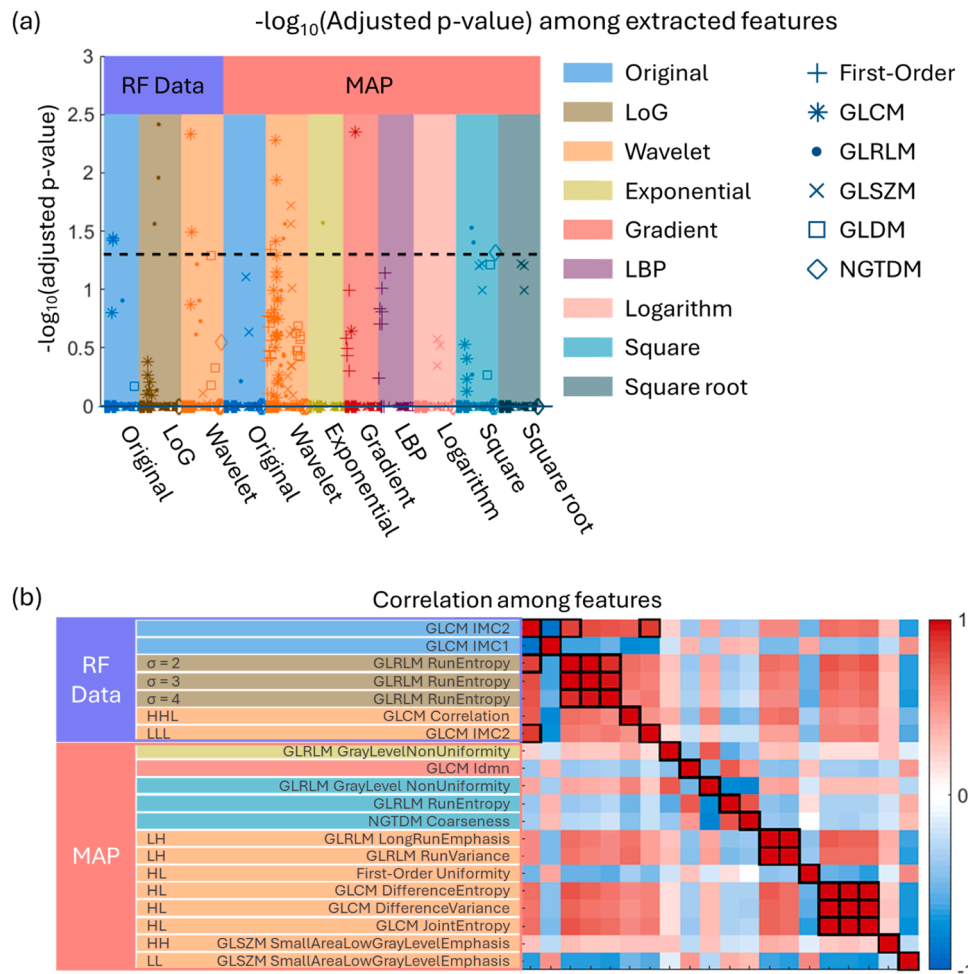 (a)
-log10(Adjusted p-value) among extracted features
-log10(adjusted p-value)
3
2.5
2
1.5
1
0.5
0
RF Data
MAP
Original
LoG
Wavelet
Original
Wavelet
Exponential
Gradient
LBP
Logarithm
Square
Square root
Original
LoG
Wavelet
Exponential
Gradient
LBP
Logarithm
Square
Square root
First-Order
GLCM
GLRLM
GLSZM
GLDM
NGTDM
(b)
Correlation among features
RF
Data
GLCM IMC2
GLCM IMC1
σ = 2 GLRLM RunEntropy
σ = 3 GLRLM RunEntropy
σ = 4 GLRLM RunEntropy
HHL GLCM Correlation
LLL GLCM IMC2
MAP
GLRLM GrayLevelNonUniformity
GLCM Idmn
GLRLM GrayLevel NonUniformity
GLRLM RunEntropy
NGTDM Coarseness
LH GLRLM LongRunEmphasis
LH GLRLM RunVariance
HL First-Order Uniformity
HL GLCM DifferenceEntropy
HL GLCM DifferenceVariance
HL GLCM JointEntropy
HH GLSZM SmallAreaLowGrayLevelEmphasis
LL GLSZM SmallAreaLowGrayLevelEmphasis
1
0